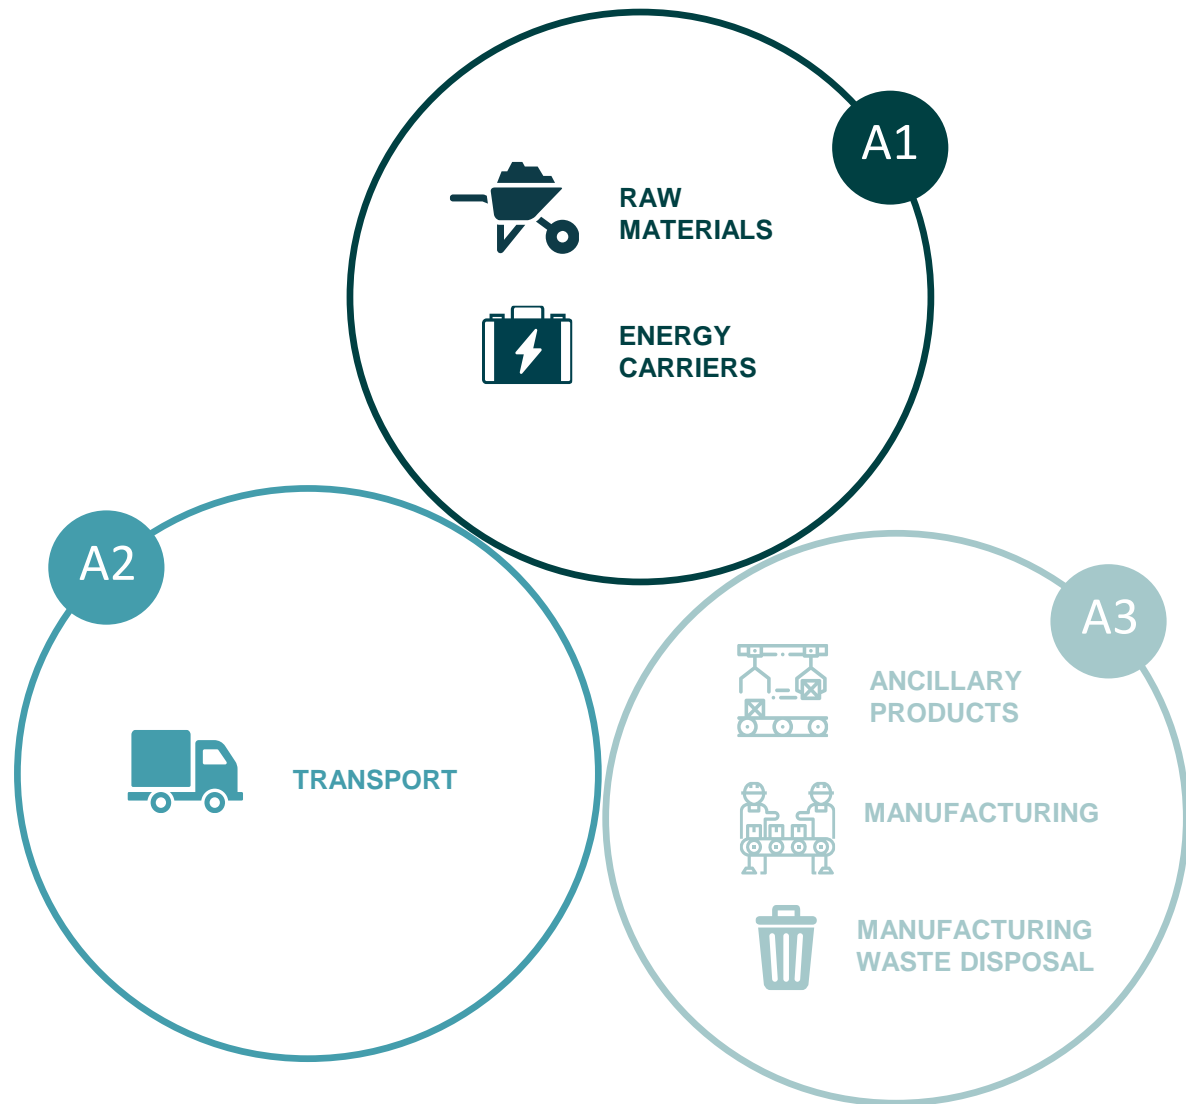 A1
RAW
MATERIALS
ENERGY
CARRIERS
A2
TRANSPORT
A3
ANCILLARY
PRODUCTS
MANUFACTURING
MANUFACTURING
WASTE DISPOSAL